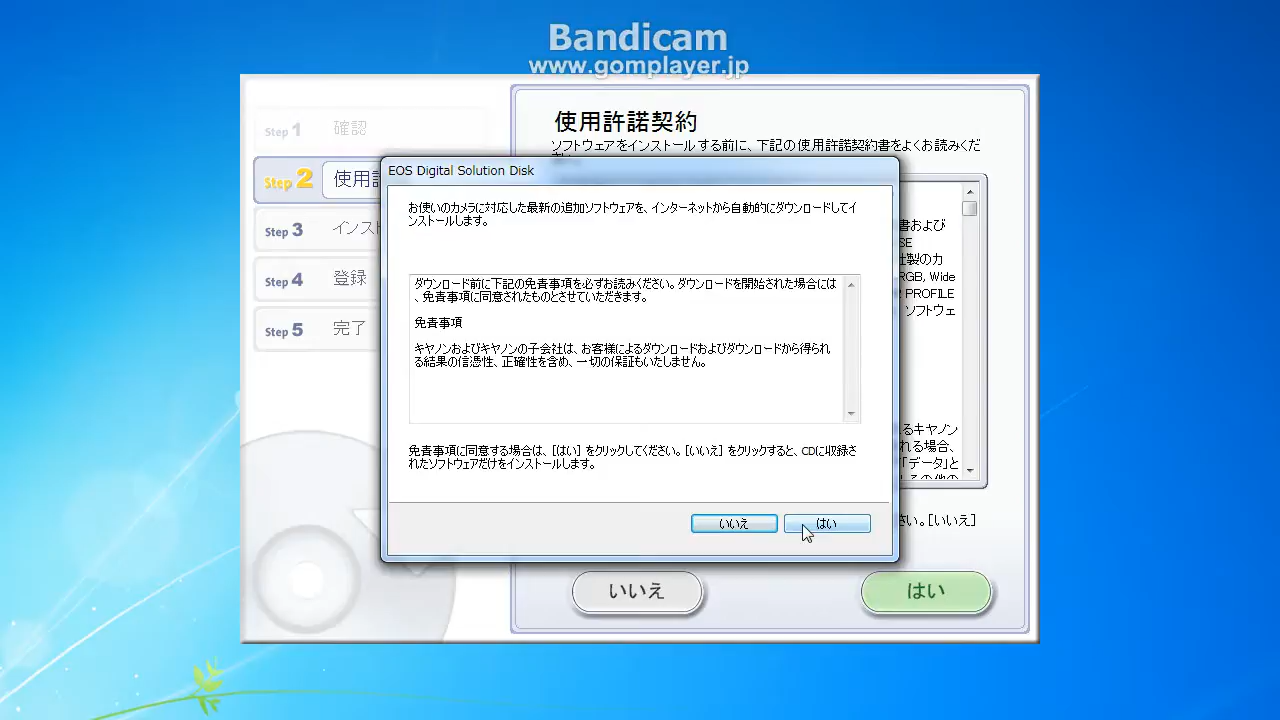 Bandicam
www.gomplayer.jp
Step 1 確認
Step 2 使用許
Step 3 インス
Step 4 登録
Step 5 完了
使用許諾契約
ソフトウェアをインストールする前に、下記の使用許諾契約書をよくお読みくだ
EOS Digital Solution Disk
お使いのカメラに対応した最新の追加ソフトウェアを、インターネットから自動的にダウンロードしてイ
ンストールします。
ダウンロード前に下記の免責事項を必ずお読みください。ダウンロードを開始された場合には
、免責事項に同意されたものとさせていただきます。
免責事項
キヤノンおよびキヤノンの子会社は、お客様によるダウンロードおよびダウンロードから得られ
る結果の信憑性、正確性を含め、一切の保証もいたしません。
免責事項に同意する場合は、[はい] をクリックしてください。[いいえ] をクリックすると、CDに収録さ
れたソフトウェアだけをインストールします。
いいえ
はい
書および
SE
社製のカ
RGB, Wide
PROFILE
ソフトウェ
るキヤノン
れる場合、
「データ」と
さい。[いいえ]
いいえ
はい